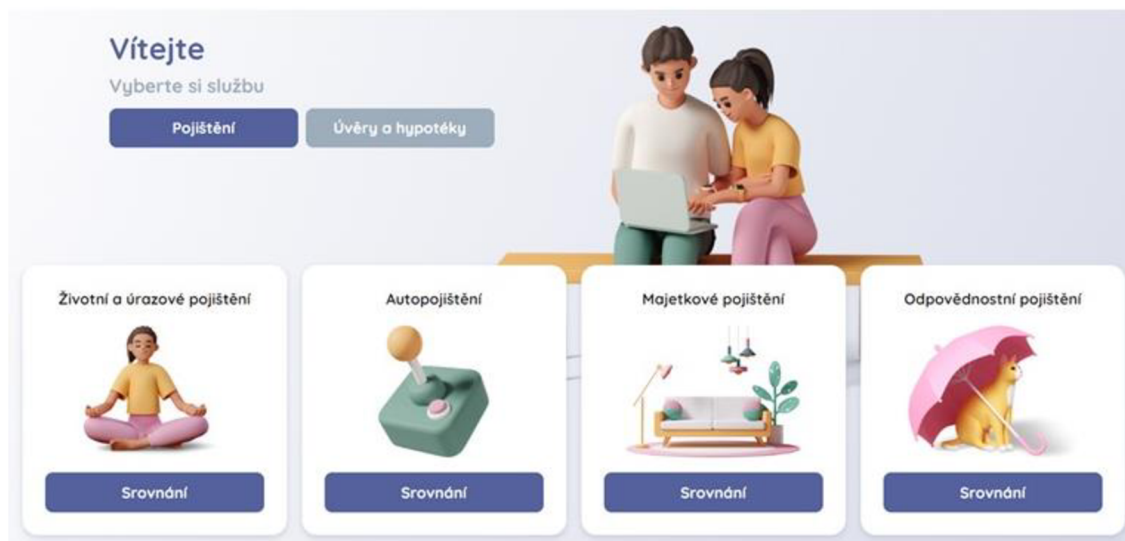 Vítejte
Vyberte si službu
Pojištění
Úvěry a hypotéky
Životní a úrazové pojištění
Autopojištění
Majetkové pojištění
Odpovědnostní pojištění
Srovnání
Srovnání
Srovnání
Srovnání